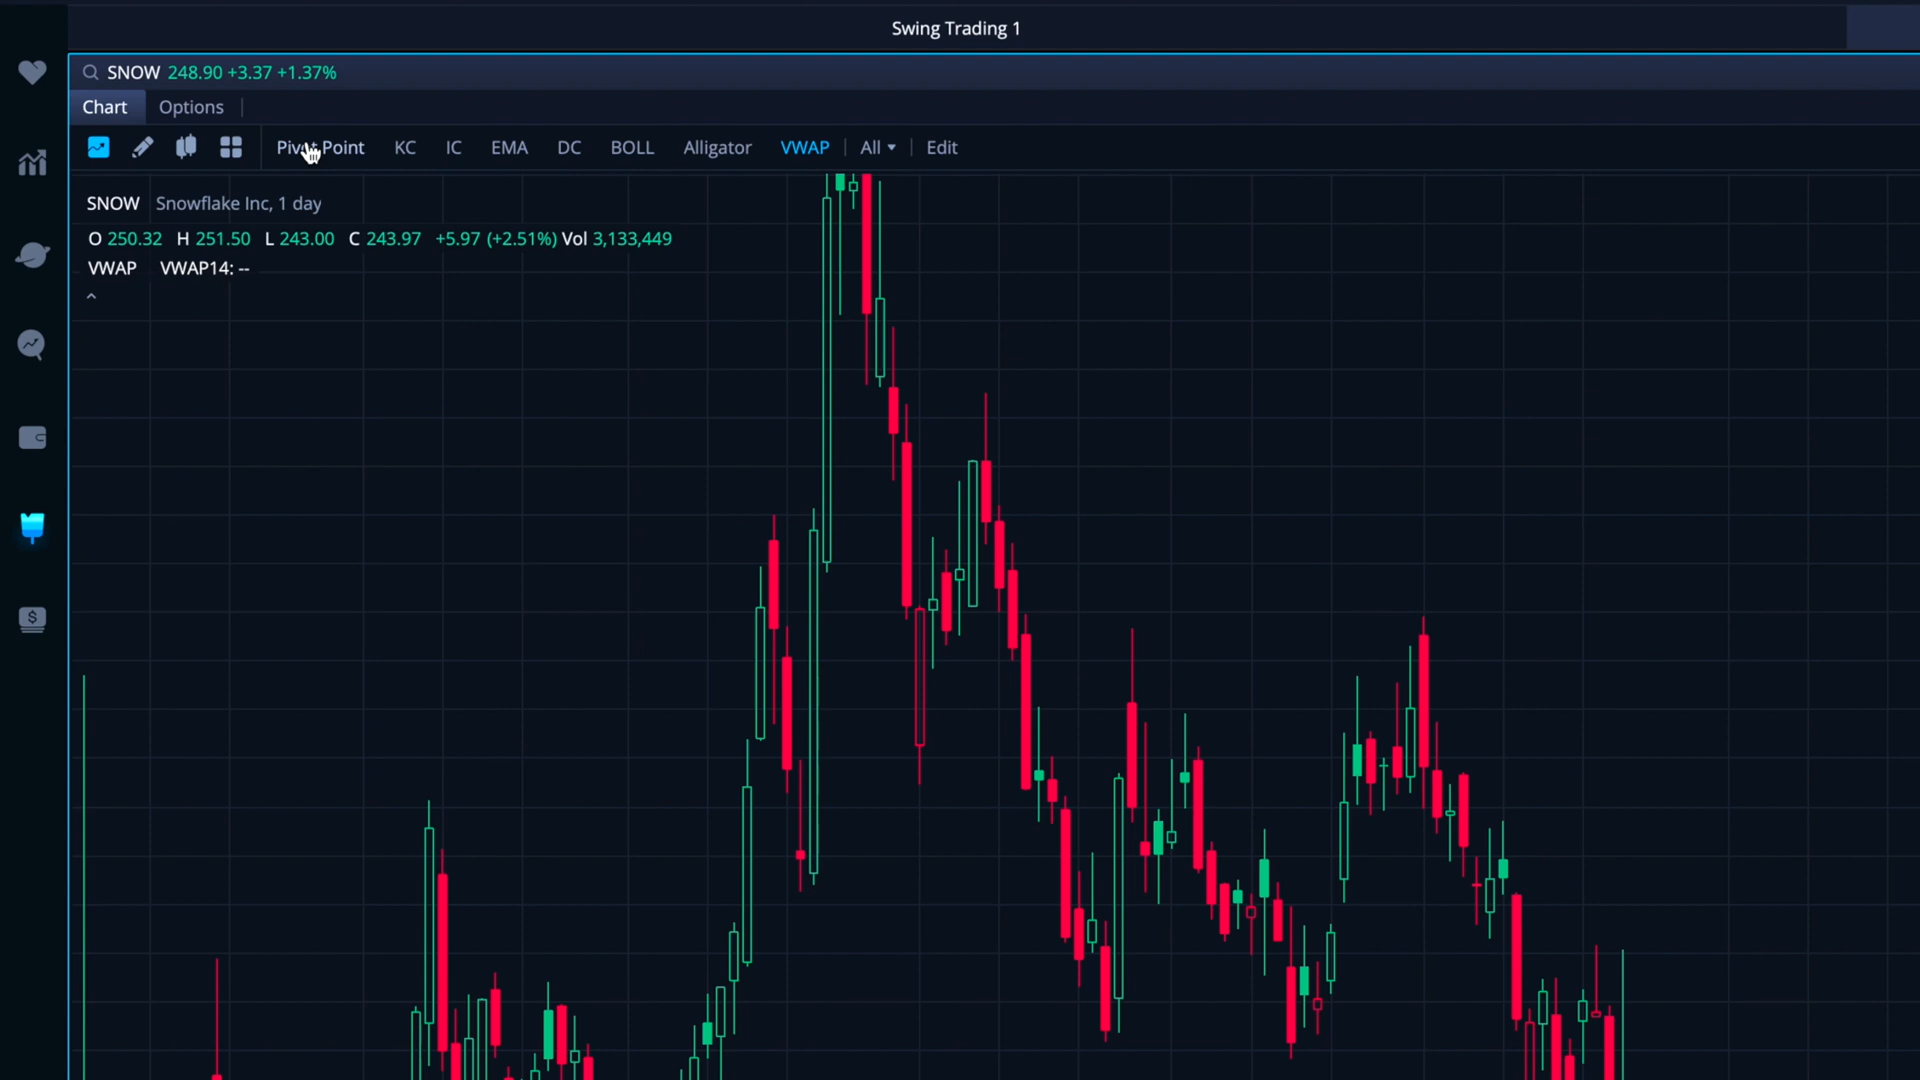 Swing Trading 1
SNOW 248.90 +3.37 +1.37%
Chart Options
Pivot Point KC IC EMA DC BOLL Alligator VWAP All Edit
SNOW Snowflake Inc, 1 day
O 250.32 H 251.50 L 243.00 C 243.97 +5.97 (+2.51%) Vol 3,133,449
VWAP VWAP14: --
$